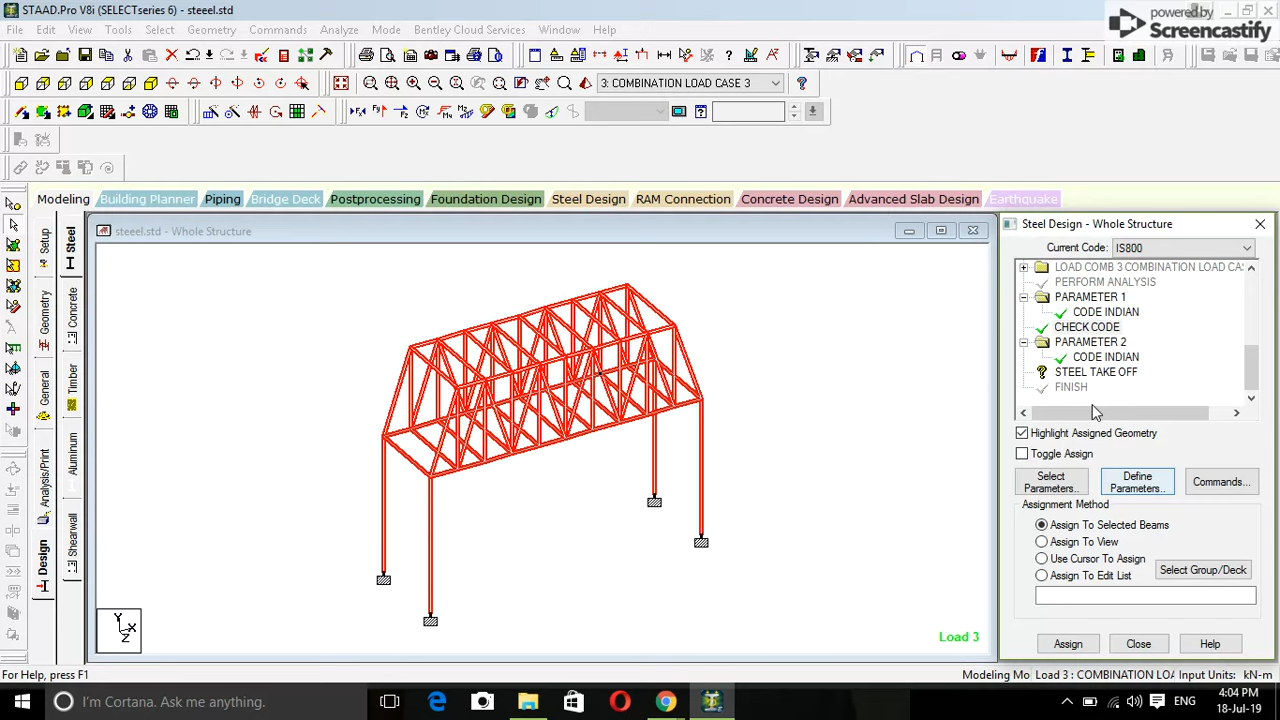 STAAD.Pro V8i (SELECTseries 6) - steeel.std
powered by
Screencastify
File Edit View Tools Select Geometry Commands Analyze Mode Bentley Cloud Services Window Help
3: COMBINATION LOAD CASE 3
Modeling Building Planner Piping Bridge Deck Postprocessing Foundation Design Steel Design RAM Connection Concrete Design Advanced Slab Design Earthquake
Setup
Geometry
General
Analysis/Print
Design
Steel
Concrete
Timber
Aluminum
Shearwall
steeel.std - Whole Structure
Y
X
Z
Load 3
Steel Design - Whole Structure
Current Code: IS800
LOAD COMB 3 COMBINATION LOAD CAS
PERFORM ANALYSIS
PARAMETER 1
CODE INDIAN
CHECK CODE
PARAMETER 2
CODE INDIAN
STEEL TAKE OFF
FINISH
Highlight Assigned Geometry
Toggle Assign
Select Parameters..
Define Parameters..
Commands...
Assignment Method
Assign To Selected Beams
Assign To View
Use Cursor To Assign
Assign To Edit List
Select Group/Deck
Assign Close Help
For Help, press F1
Modeling Mo Load 3 : COMBINATION LOA Input Units: kN-m
I'm Cortana. Ask me anything.
ENG
4:04 PM
18-Jul-19